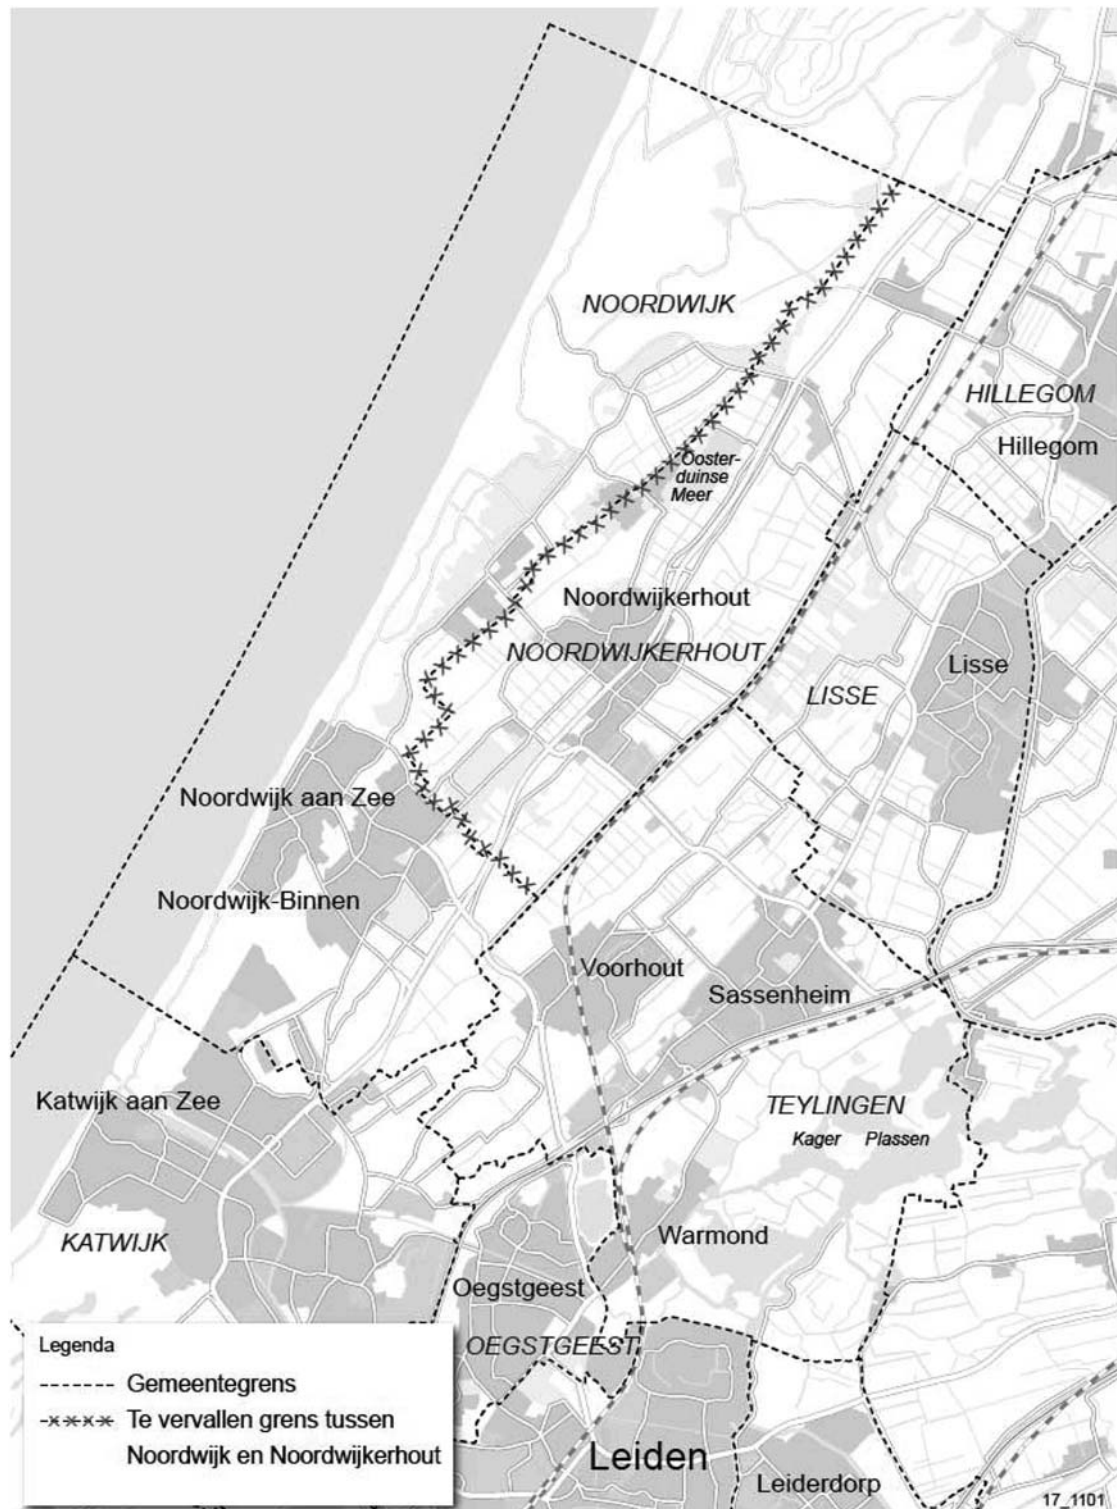 NOORDWIJK
HILLEGOM
Hillegom
Ooster-
duinse
Meer
Noordwijkerhout
NOORDWIJKERHOUT
Lisse
LISSE
Noordwijk aan Zee
Noordwijk-Binnen
Voorhout
Sassenheim
Katwijk aan Zee
TEYLINGEN
Kager Plassen
KATWIJK
Warmond
Oegstgeest
OEGSTGEEST
Legenda
Gemeentegrens
Te vervallen grens tussen
Noordwijk en Noordwijkerhout
Leiden
Leiderdorp
17_1101